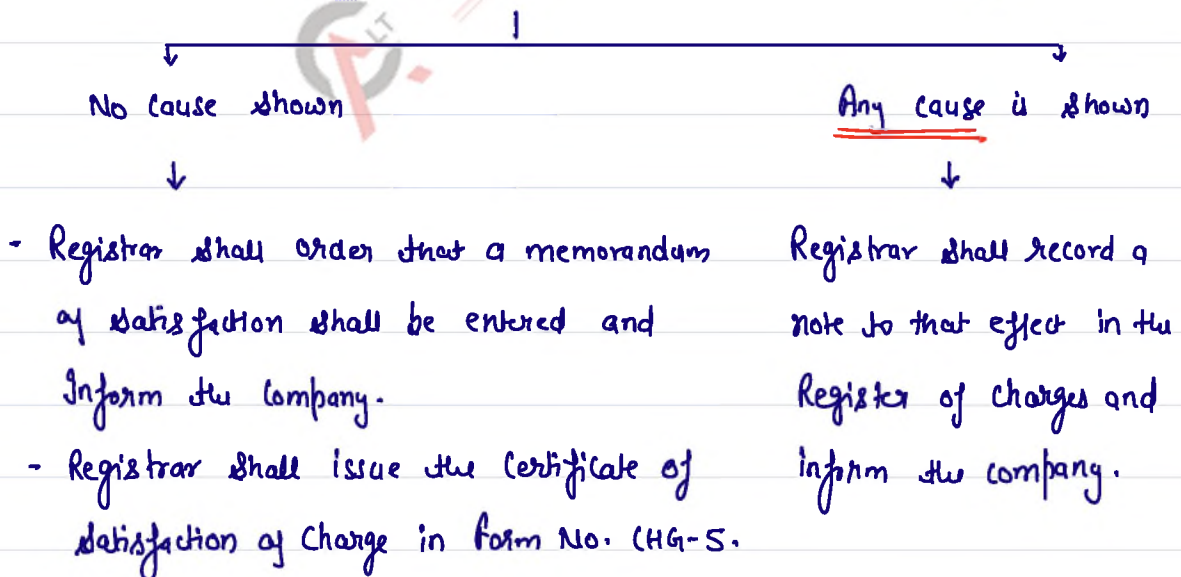 LT
No Cause shown
Any cause is shown
- Registrar shall order that a memorandum
of satisfaction shall be entered and
Inform the Company.
- Registrar shall issue the Certificate of
satisfaction of Charge in form No. CHG-5.
Registrar shall record a
note to that effect in the
Register of Charges and
inform the company.